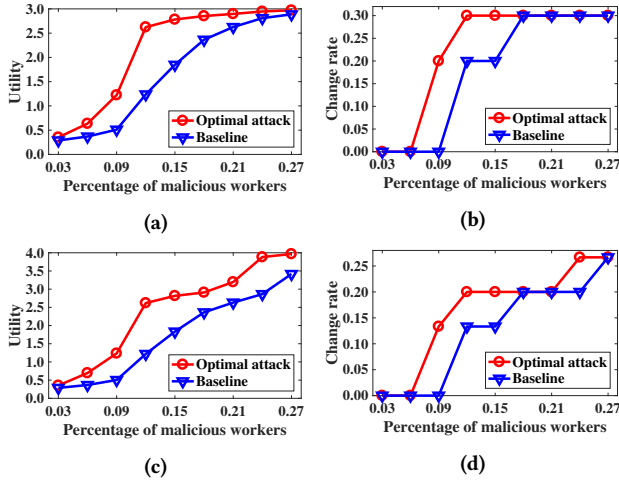 3.0
2.5
2.0
1.5
1.0
0.5
0.0
Utility
Optimal attack
Baseline
0.03 0.09 0.15 0.21 0.27
Percentage of malicious workers
(a)
0.30
0.25
0.20
0.15
0.10
0.05
0.00
Change rate
Optimal attack
Baseline
0.03 0.09 0.15 0.21 0.27
Percentage of malicious workers
(b)
4.0
3.5
3.0
2.5
2.0
1.5
1.0
0.5
0.0
Utility
Optimal attack
Baseline
0.03 0.09 0.15 0.21 0.27
Percentage of malicious workers
(c)
0.25
0.20
0.15
0.10
0.05
0.00
Change rate
Optimal attack
Baseline
0.03 0.09 0.15 0.21 0.27
Percentage of malicious workers
(d)